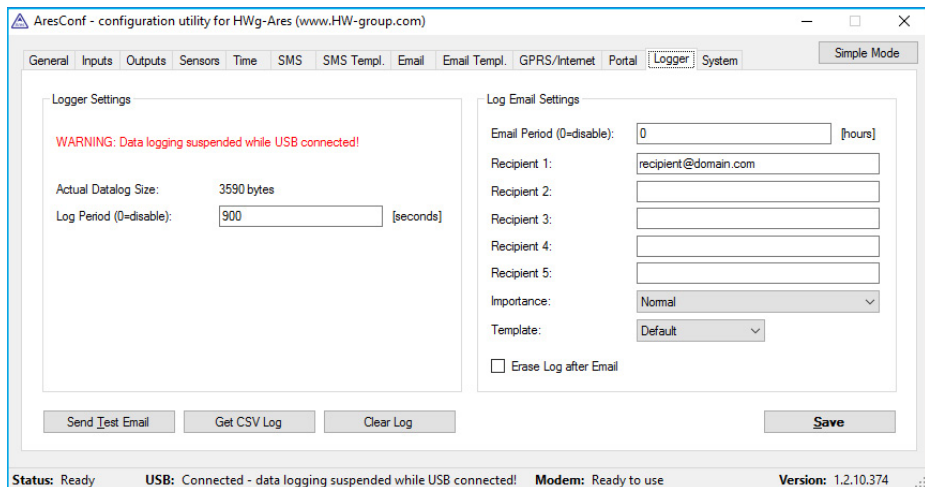 AresConf - configuration utility for HWg-Ares (www.HW-group.com)
General Inputs Outputs Sensors Time SMS SMS Templ. Email Email Templ. GPRS/Internet Portal Logger System
Simple Mode
Logger Settings
WARNING: Data logging suspended while USB connected!
Actual Datalog Size: 3590 bytes
Log Period (0=disable): 900 [seconds]
Log Email Settings
Email Period (0=disable): 0 [hours]
Recipient 1: recipient@domain.com
Recipient 2:
Recipient 3:
Recipient 4:
Recipient 5:
Importance: Normal
Template: Default
Erase Log after Email
Send Test Email Get CSV Log Clear Log Save
Status: Ready USB: Connected - data logging suspended while USB connected! Modem: Ready to use Version: 1.2.10.374